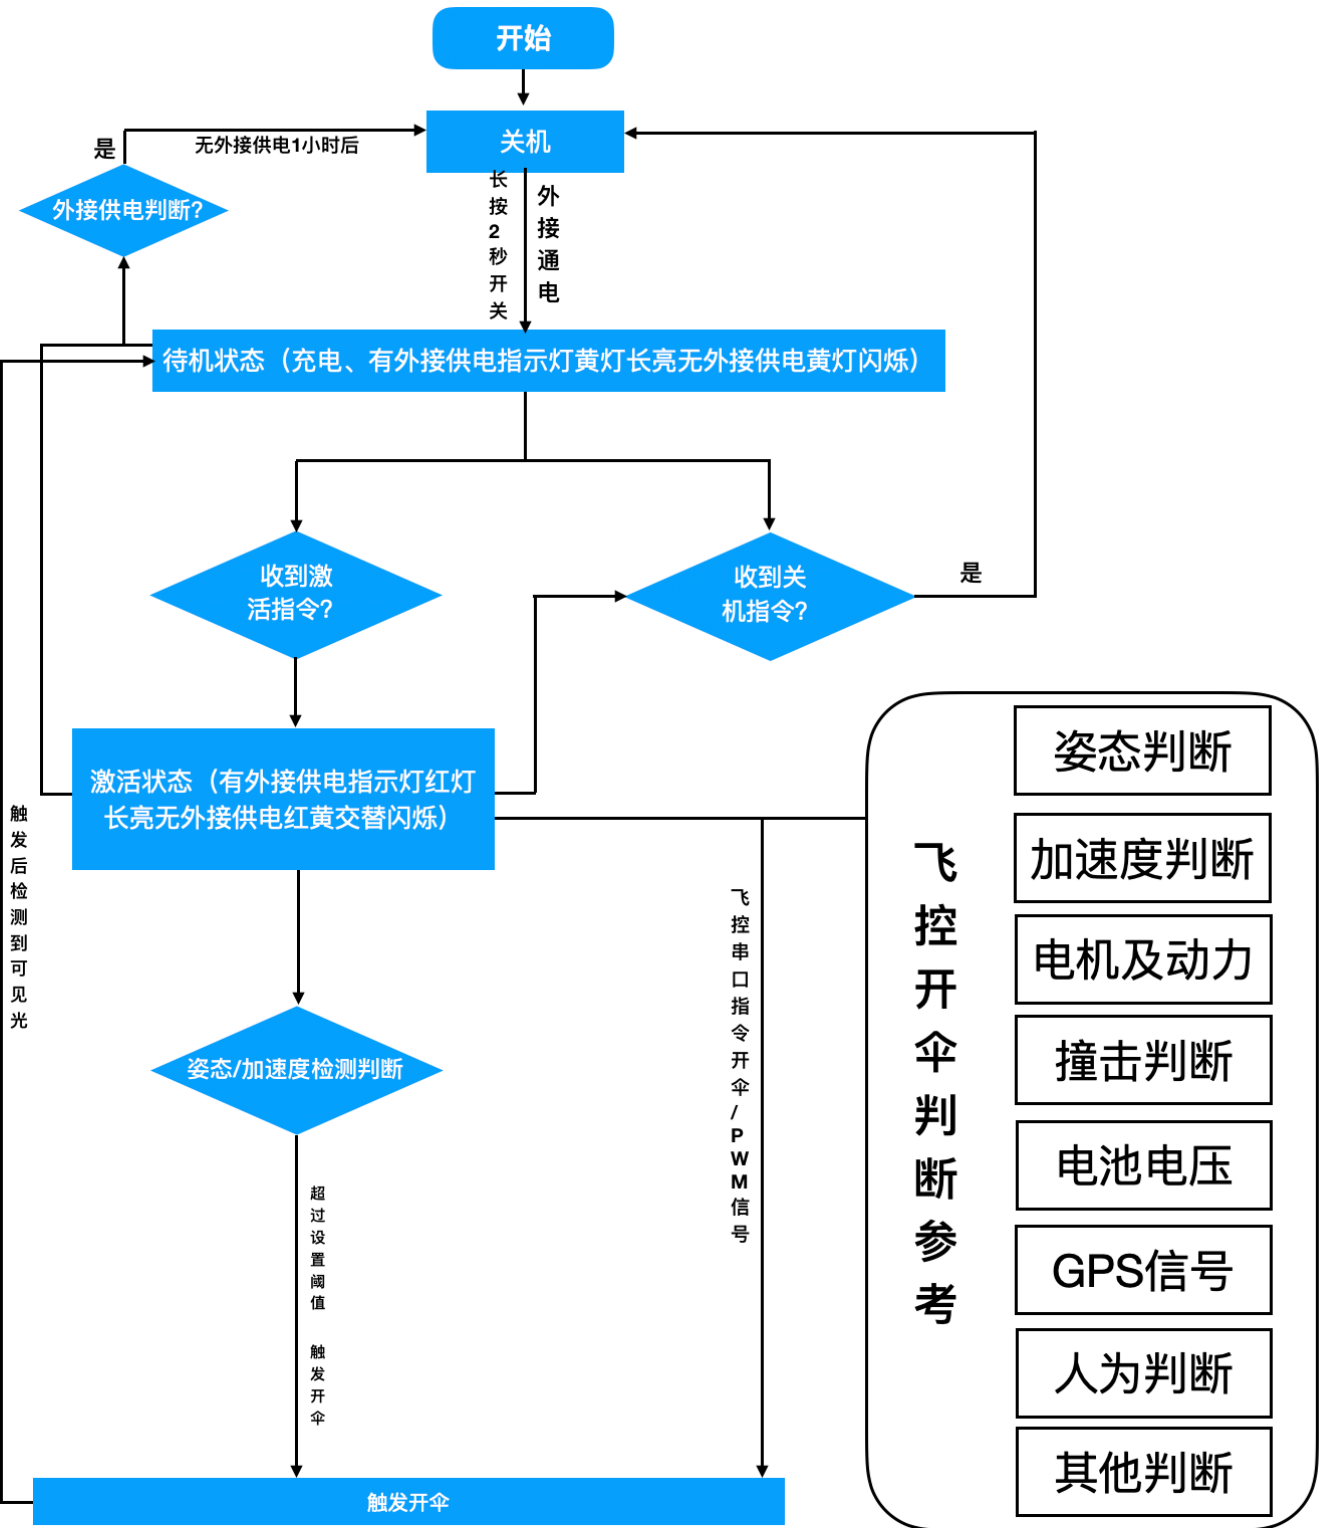 开始
关机
是
无外接供电1小时后
外接供电判断?
长按2秒开关
外接通电
待机状态（充电、有外接供电指示灯黄灯长亮无外接供电黄灯闪烁）
收到激
活指令?
收到关
机指令?
是
激活状态（有外接供电指示灯红灯
长亮无外接供电红黄交替闪烁）
触发后检测到可见光
姿态/加速度检测判断
超过设置阈值 触发开伞
飞控串口指令开伞/PWM信号
飞控开伞判断参考
姿态判断
加速度判断
电机及动力
撞击判断
电池电压
GPS信号
人为判断
其他判断
触发开伞